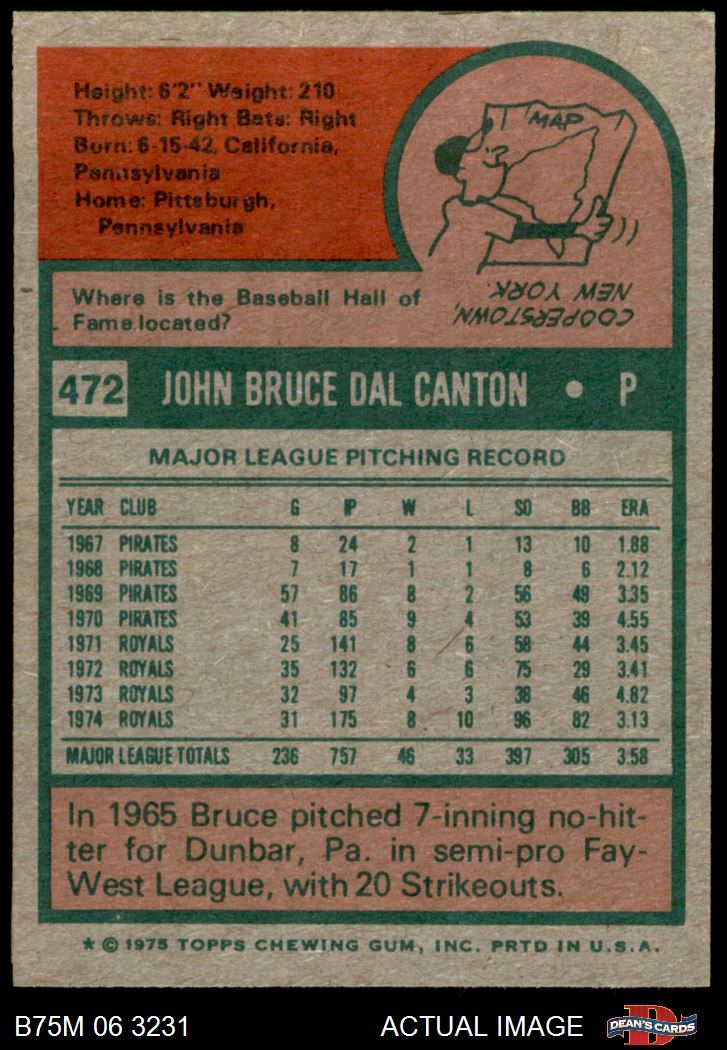 Height: 6'2" Weight: 210
Throws: Right Bats: Right
Born: 6-15-42, California,
Pennsylvania
Home: Pittsburgh,
Pennsylvania
MAP
Where is the Baseball Hall of
Fame located?
COOPERSTOWN,
NEW YORK.
472 JOHN BRUCE DAL CANTON • P
MAJOR LEAGUE PITCHING RECORD
YEAR CLUB G IP W L SO BB ERA
1967 PIRATES 8 24 2 1 13 10 1.88
1968 PIRATES 7 17 1 1 8 6 2.12
1969 PIRATES 57 86 8 2 56 49 3.35
1970 PIRATES 41 85 9 4 53 39 4.55
1971 ROYALS 25 141 8 6 58 44 3.45
1972 ROYALS 35 132 6 6 75 29 3.41
1973 ROYALS 32 97 4 3 38 46 4.82
1974 ROYALS 31 175 8 10 96 82 3.13
MAJOR LEAGUE TOTALS 236 757 46 33 397 305 3.58
In 1965 Bruce pitched 7-inning no-hit-
ter for Dunbar, Pa. in semi-pro Fay-
West League, with 20 Strikeouts.
* © 1975 TOPPS CHEWING GUM, INC. PRTD IN U.S.A.
B75M 06 3231 ACTUAL IMAGE DEAN'S CARDS